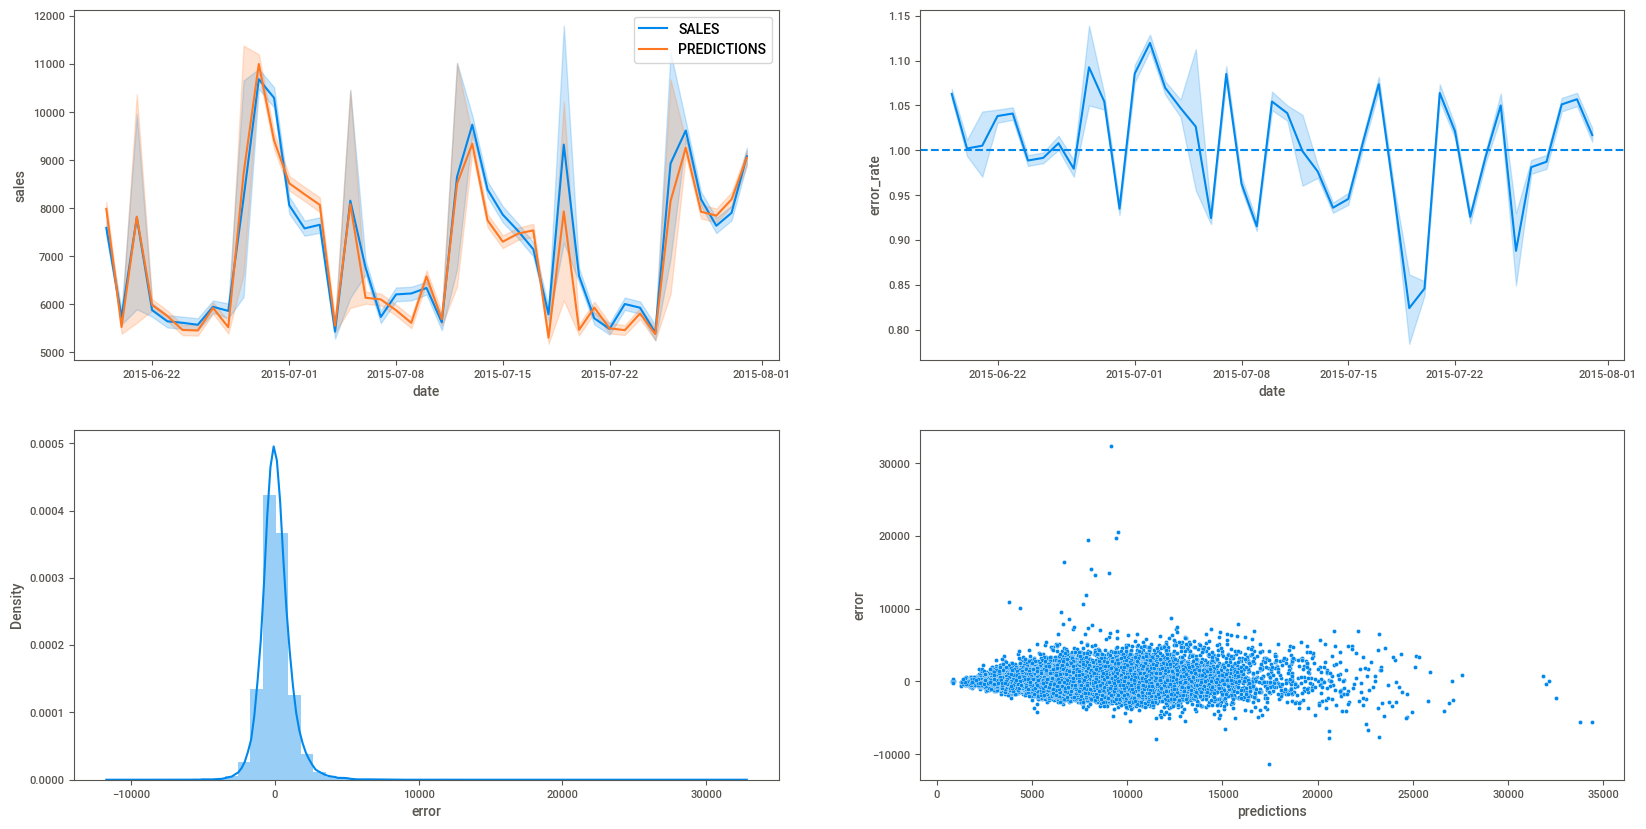 12000
11000
10000
9000
8000
7000
6000
5000
sales
SALES
PREDICTIONS
2015-06-22 2015-07-01 2015-07-08 2015-07-15 2015-07-22 2015-08-01
date
1.15
1.10
1.05
1.00
0.95
0.90
0.85
0.80
error_rate
2015-06-22 2015-07-01 2015-07-08 2015-07-15 2015-07-22 2015-08-01
date
0.0005
0.0004
0.0003
0.0002
0.0001
0.0000
Density
−10000 0 10000 20000 30000
error
30000
20000
10000
0
−10000
error
0 5000 10000 15000 20000 25000 30000 35000
predictions